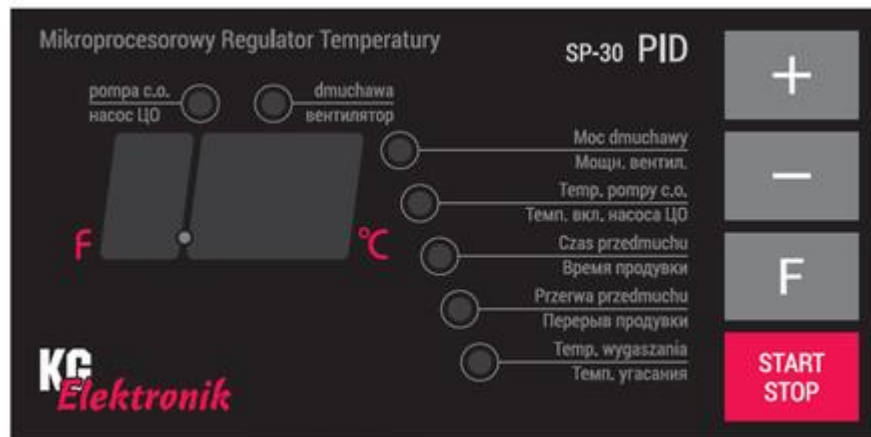 Mikroprocesorowy Regulator Temperatury
SP-30 PID
pompa c.o.
насос ЦО
dmuchawa
вентилятор
Moc dmuchawy
Мощн. вентил.
Temp. pompy c.o.
Темп. вкл. насоса ЦО
Czas przedmuchu
Время продувки
Przerwa przedmuchu
Перерыв продувки
Temp. wygaszania
Темп. угасания
F
°C
KG
Elektronik
+
−
F
START
STOP